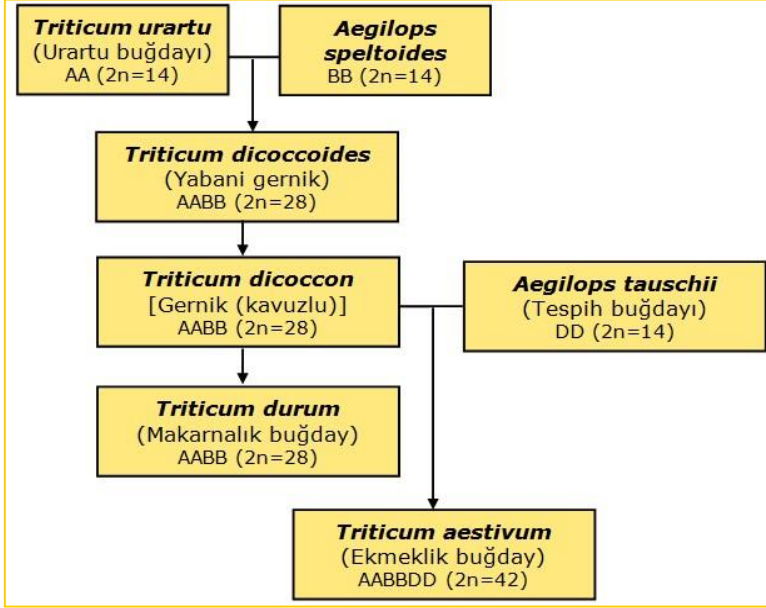 Triticum urartu
(Urartu buğdayı)
AA (2n=14)
Aegilops
speltoides
BB (2n=14)
Triticum dicoccoides
(Yabani gernik)
AABB (2n=28)
Triticum dicoccon
[Gernik (kavuzlu)]
AABB (2n=28)
Aegilops tauschii
(Tespih buğdayı)
DD (2n=14)
Triticum durum
(Makarnalık buğday)
AABB (2n=28)
Triticum aestivum
(Ekmeklik buğday)
AABBDD (2n=42)